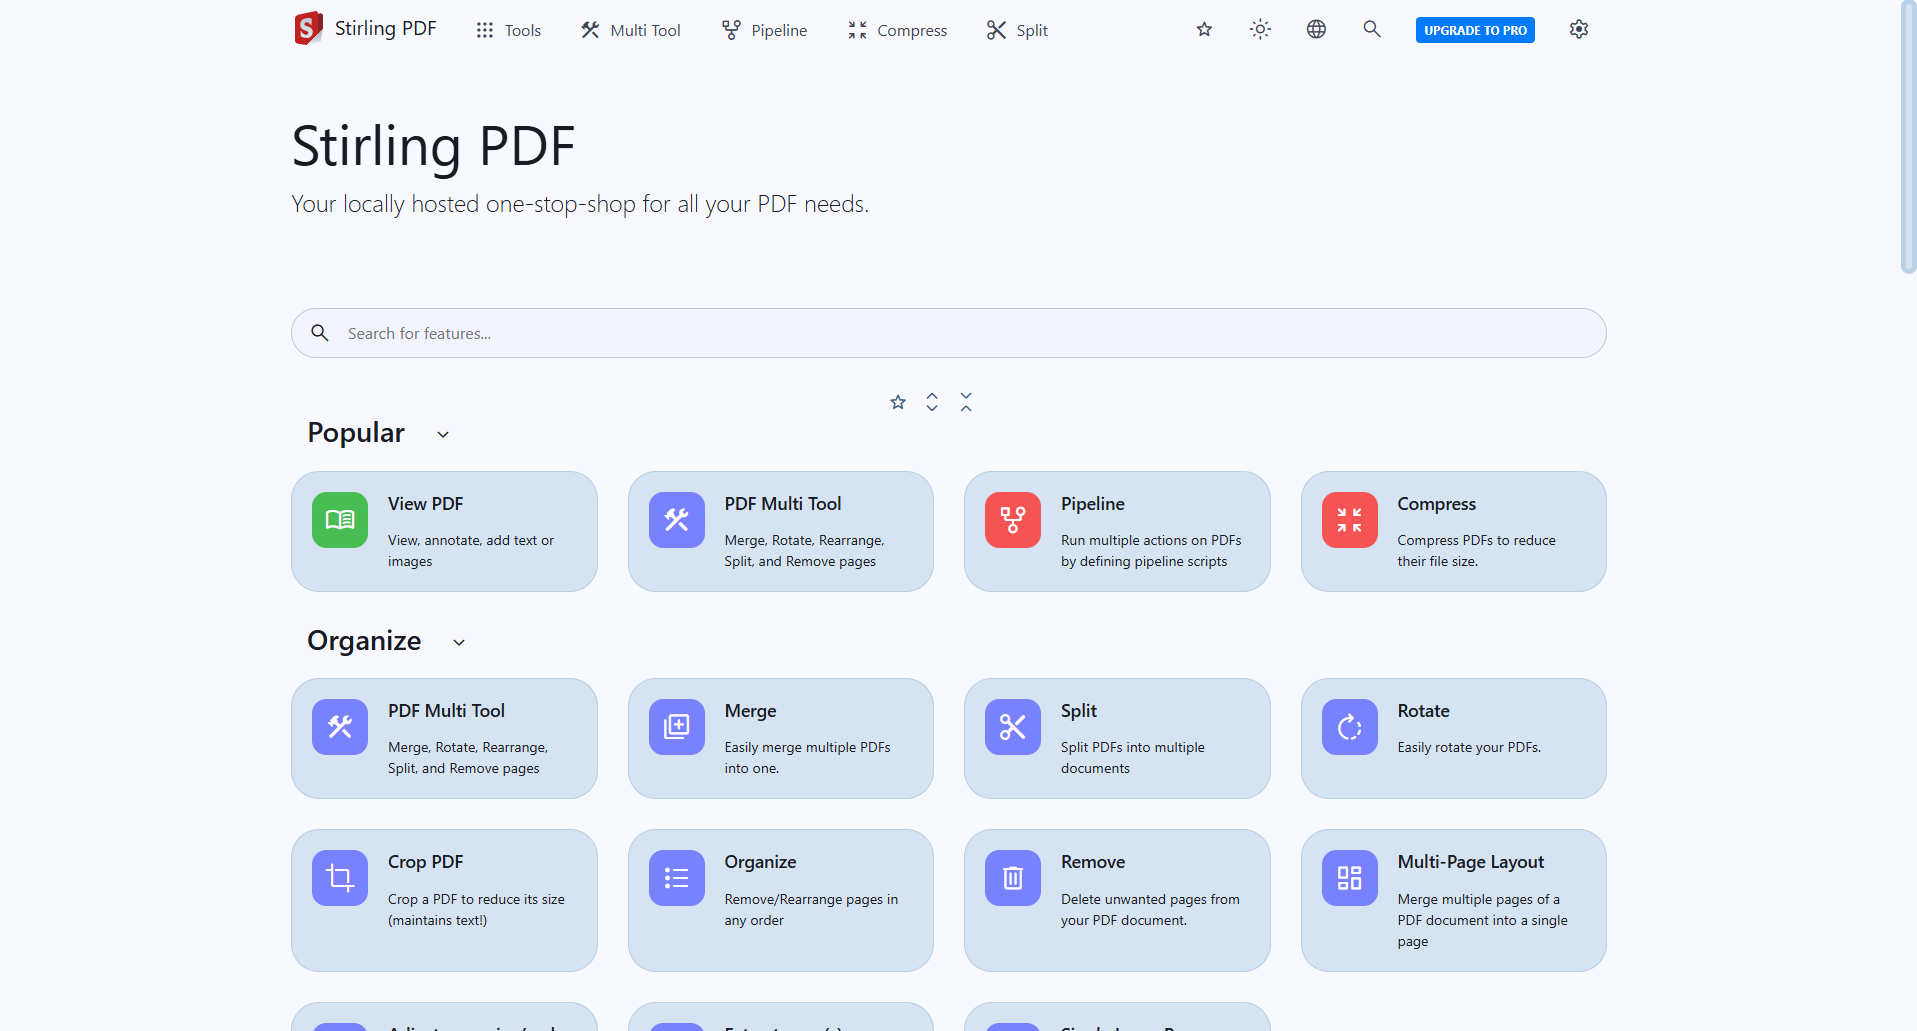 Stirling PDF
Tools
Multi Tool
Pipeline
Compress
Split
UPGRADE TO PRO
Stirling PDF
Your locally hosted one-stop-shop for all your PDF needs.
Search for features...
Popular
View PDF
View, annotate, add text or
images
PDF Multi Tool
Merge, Rotate, Rearrange,
Split, and Remove pages
Pipeline
Run multiple actions on PDFs
by defining pipeline scripts
Compress
Compress PDFs to reduce
their file size.
Organize
PDF Multi Tool
Merge, Rotate, Rearrange,
Split, and Remove pages
Merge
Easily merge multiple PDFs
into one.
Split
Split PDFs into multiple
documents
Rotate
Easily rotate your PDFs.
Crop PDF
Crop a PDF to reduce its size
(maintains text!)
Organize
Remove/Rearrange pages in
any order
Remove
Delete unwanted pages from
your PDF document.
Multi-Page Layout
Merge multiple pages of a
PDF document into a single
page